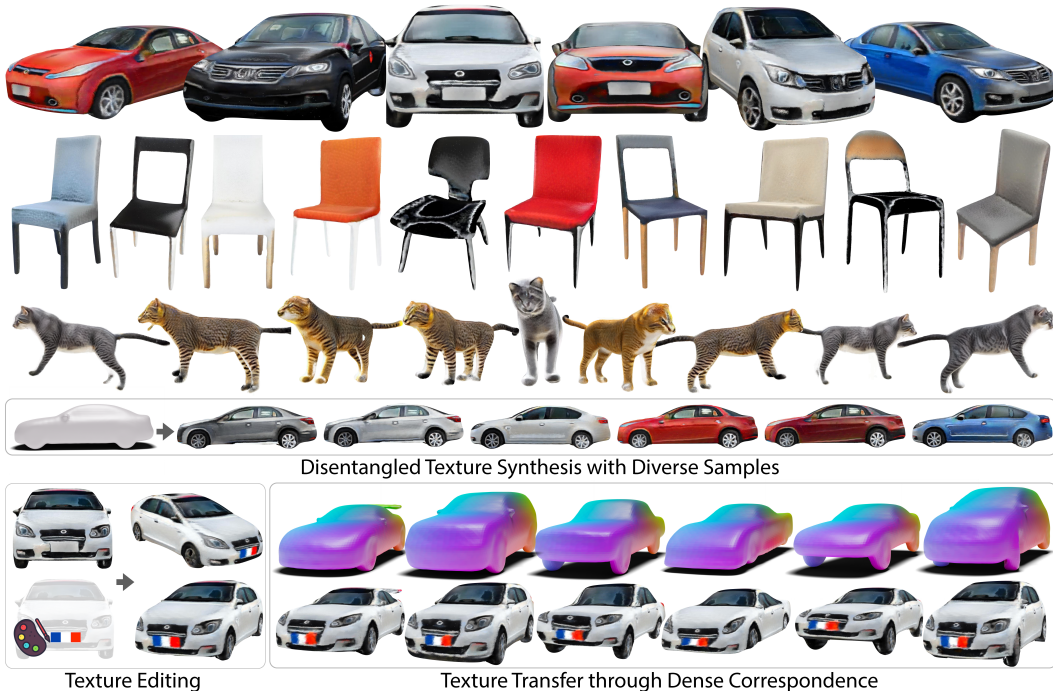 Disentangled Texture Synthesis with Diverse Samples
Texture Editing
Texture Transfer through Dense Correspondence